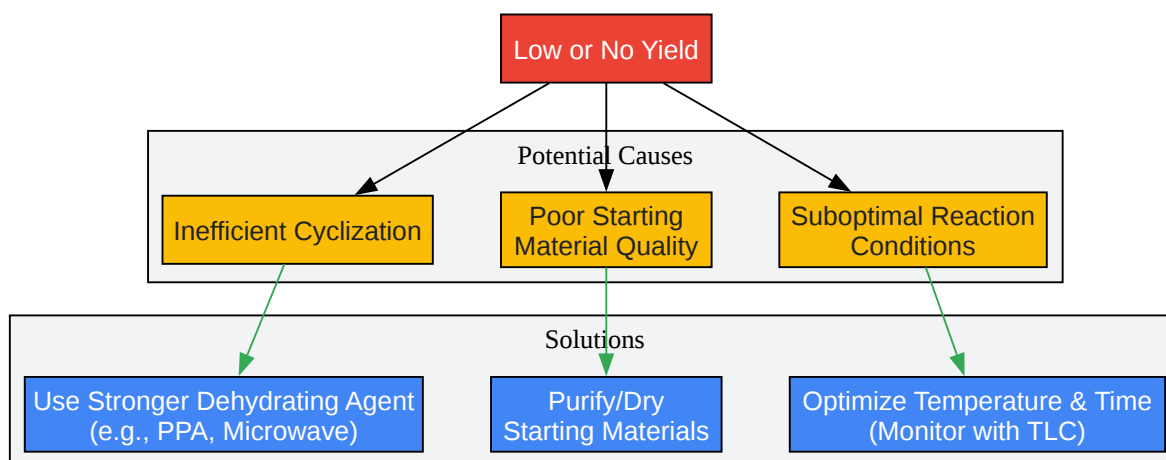 Low or No Yield
Potential Causes
Inefficient Cyclization
Poor Starting
Material Quality
Suboptimal Reaction
Conditions
Solutions
Use Stronger Dehydrating Agent
(e.g., PPA, Microwave)
Purify/Dry
Starting Materials
Optimize Temperature & Time
(Monitor with TLC)